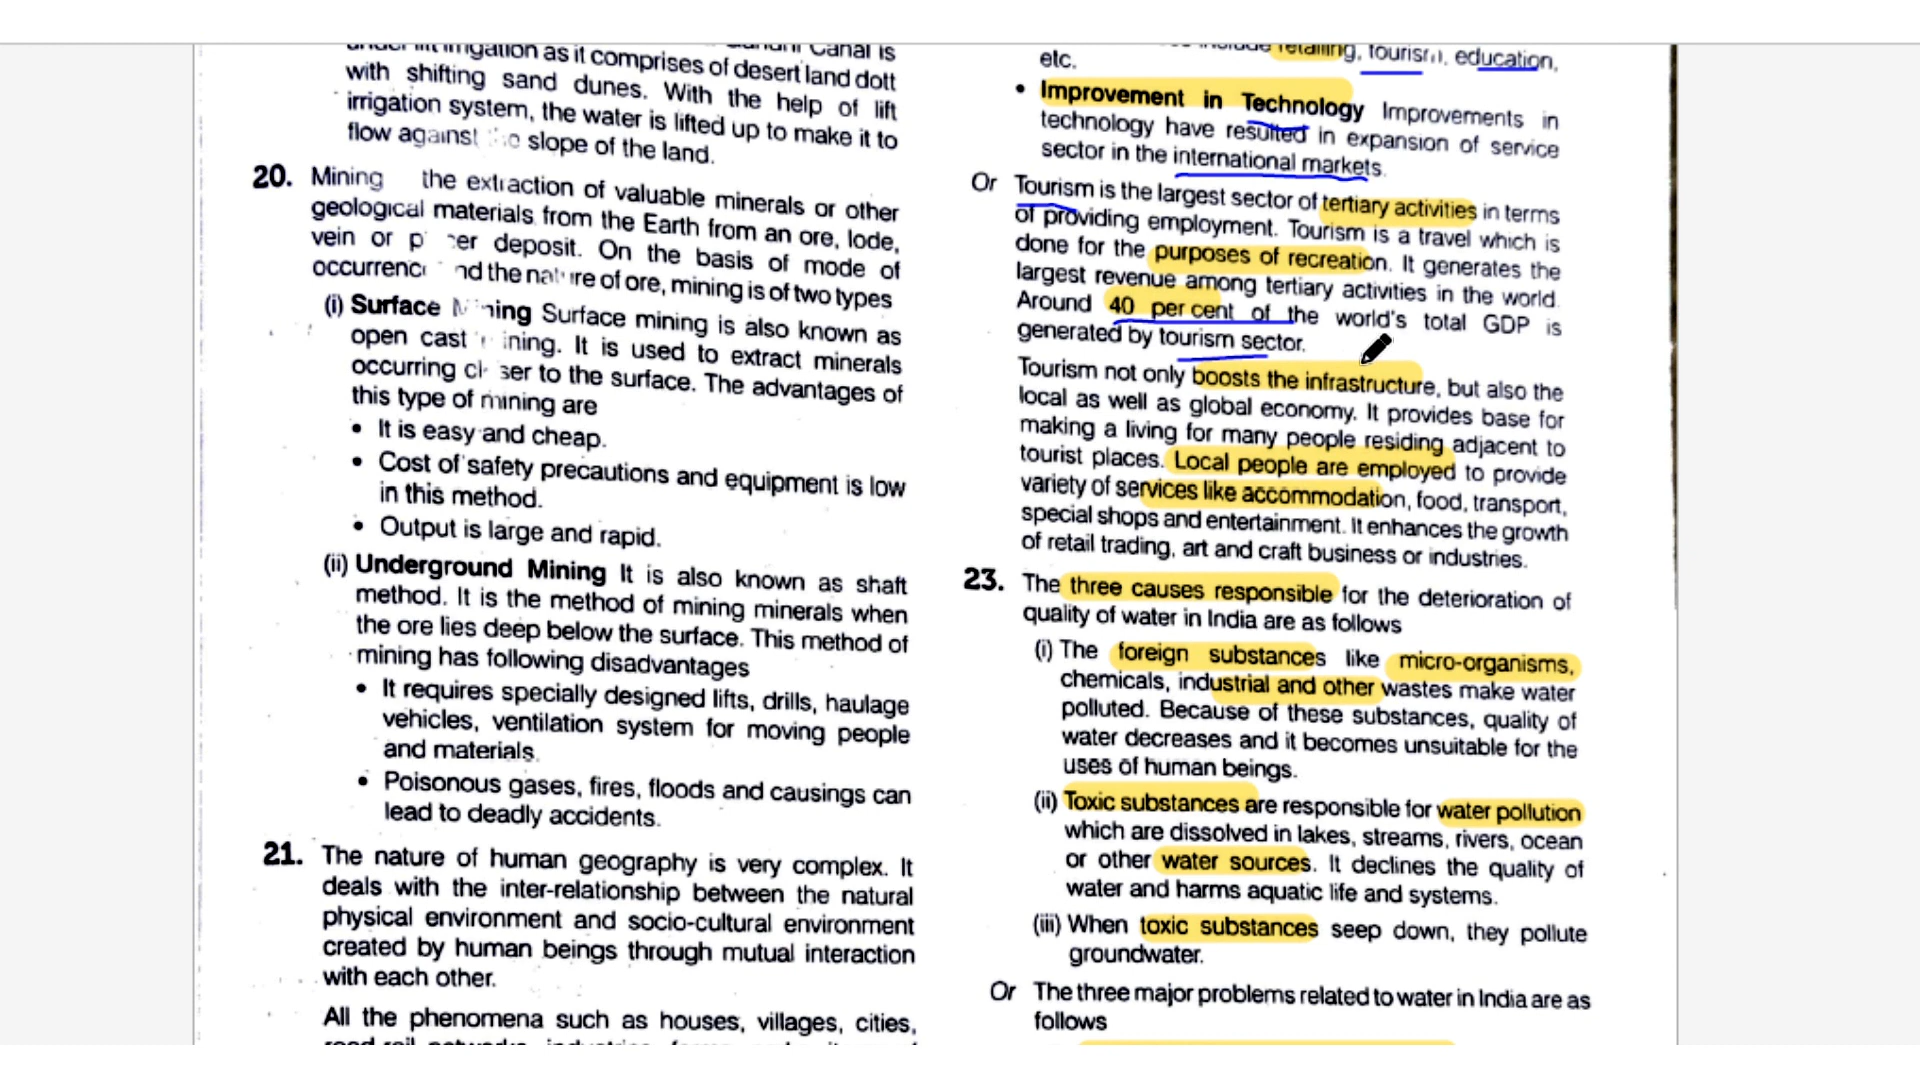 under lift irrigation as it comprises of desert land dott
with shifting sand dunes. With the help of lift
irrigation system, the water is lifted up to make it to
flow against the slope of the land.
20. Mining the extraction of valuable minerals or other
geological materials from the Earth from an ore, lode,
vein or deposit. On the basis of mode of
and the nature of ore, mining is of two types
(i) Surface Mining Surface mining is also known as
open cast mining. It is used to extract minerals
occurring closer to the surface. The advantages of
this type of mining are
• It is easy and cheap.
• Cost of safety precautions and equipment is low
in this method.
• Output is large and rapid.
(ii) Underground Mining It is also known as shaft
method. It is the method of mining minerals when
the ore lies deep below the surface. This method of
mining has following disadvantages
• It requires specially designed lifts, drills, haulage
vehicles, ventilation system for moving people
and materials.
• Poisonous gases, fires, floods and causings can
lead to deadly accidents.
21. The nature of human geography is very complex. It
deals with the inter-relationship between the natural
physical environment and socio-cultural environment
created by human beings through mutual interaction
with each other.
All the phenomena such as houses, villages, cities,
include retailing, tourism, education,
etc.
• Improvement in Technology Improvements in
technology have resulted in expansion of service
sector in the international markets.
Or Tourism is the largest sector of tertiary activities in terms
of providing employment. Tourism is a travel which is
done for the purposes of recreation. It generates the
largest revenue among tertiary activities in the world.
Around 40 per cent of the world's total GDP is
generated by tourism sector.
Tourism not only boosts the infrastructure, but also the
local as well as global economy. It provides base for
making a living for many people residing adjacent to
tourist places. Local people are employed to provide
variety of services like accommodation, food, transport,
special shops and entertainment. It enhances the growth
of retail trading, art and craft business or industries.
23. The three causes responsible for the deterioration of
quality of water in India are as follows
(i) The foreign substances like micro-organisms,
chemicals, industrial and other wastes make water
polluted. Because of these substances, quality of
water decreases and it becomes unsuitable for the
uses of human beings.
(ii) Toxic substances are responsible for water pollution
which are dissolved in lakes, streams, rivers, ocean
or other water sources. It declines the quality of
water and harms aquatic life and systems.
(iii) When toxic substances seep down, they pollute
groundwater.
Or The three major problems related to water in India are as
follows